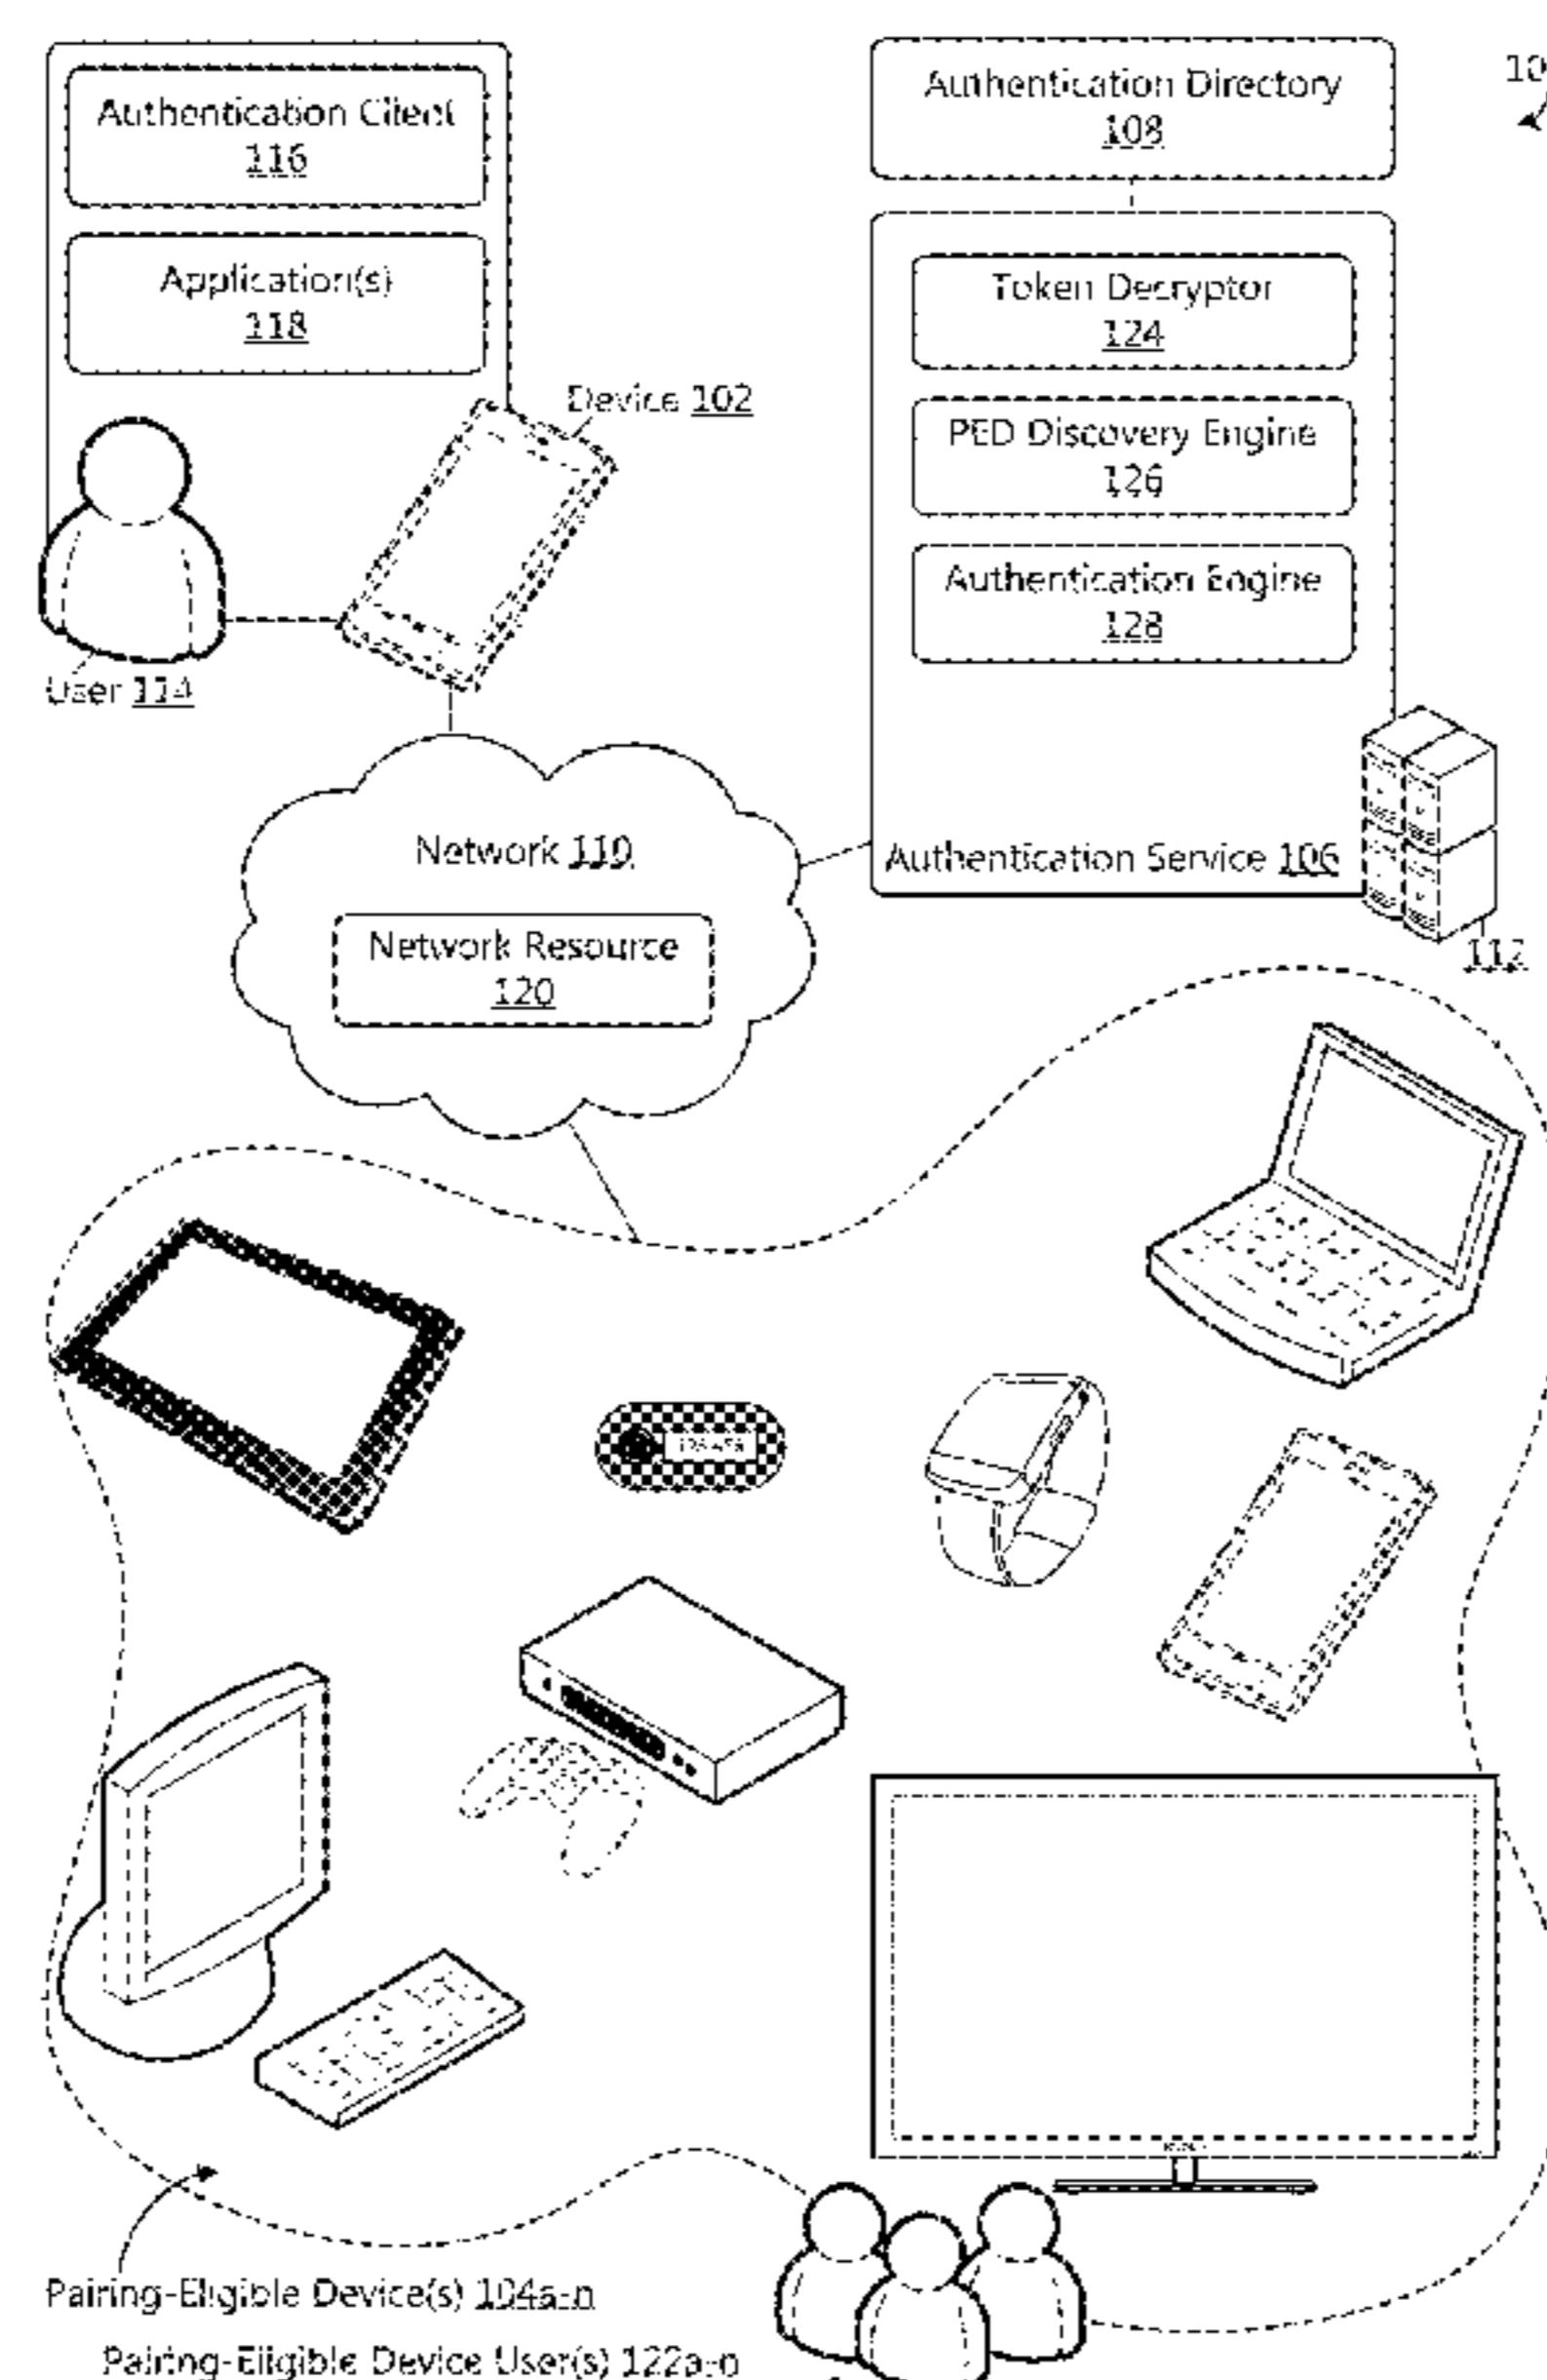 Authentication Client
116
Application(s)
118
Device 102
User 114
Authentication Directory
108
10
Token Decryptor
124
PED Discovery Engine
126
Authentication Engine
128
Authentication Service 106
112
Network 110
Network Resource
120
Pairing-Eligible Device(s) 104a-n
Pairing-Eligible Device User(s) 122a-n